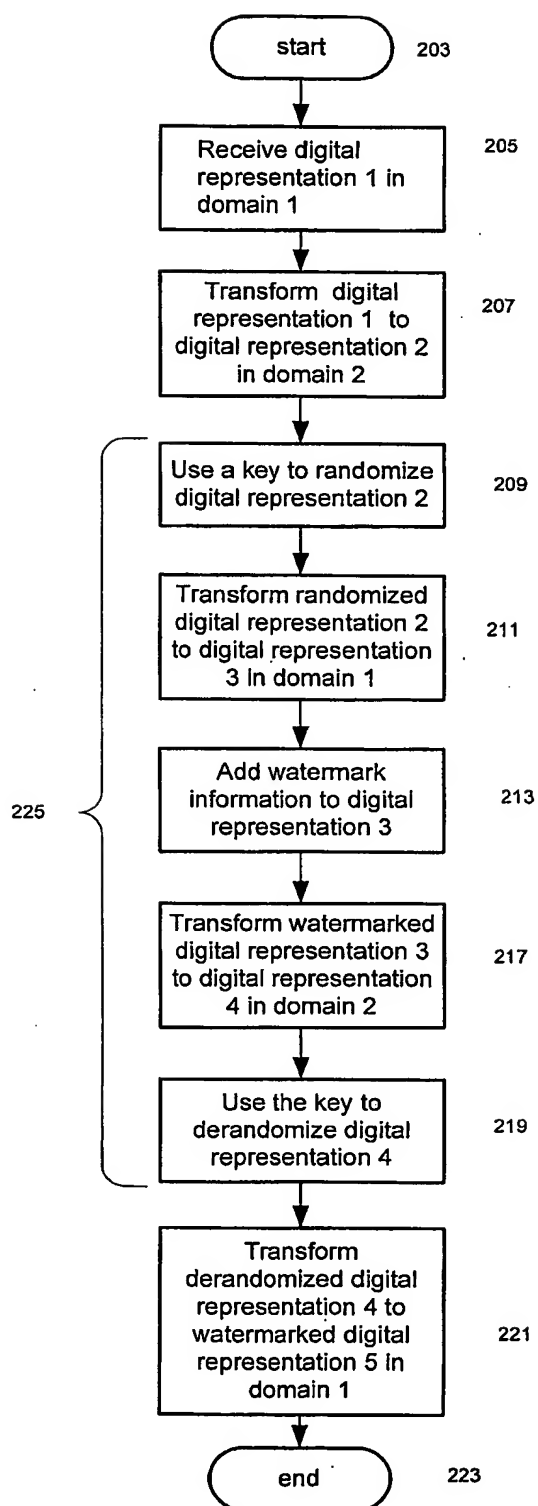 start
203
Receive digital
representation 1 in
domain 1
205
Transform digital
representation 1 to
digital representation 2
in domain 2
207
Use a key to randomize
digital representation 2
209
Transform randomized
digital representation 2
to digital representation
3 in domain 1
211
Add watermark
information to digital
representation 3
213
225
Transform watermarked
digital representation 3
to digital representation
4 in domain 2
217
Use the key to
derandomize digital
representation 4
219
Transform
derandomized digital
representation 4 to
watermarked digital
representation 5 in
domain 1
221
end
223